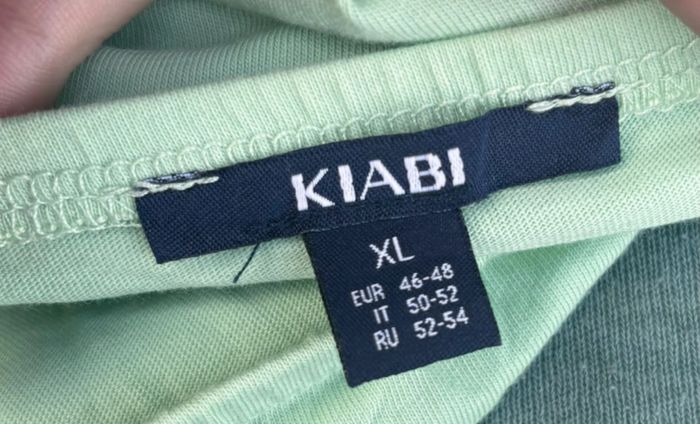 KIABI
XL
EUR 46-48
IT 50-52
RU 52-54